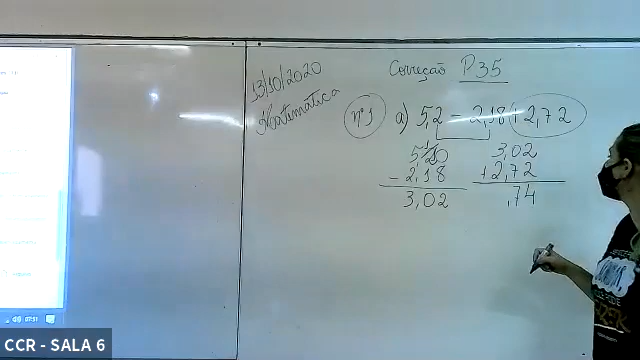 13/10/2020
Matemática
Correção P35
nº1 a) 5,2 - 2,18 + 2,72
5,20
- 2,18
3,02
3,02
+ 2,72
,74
CCR - SALA 6